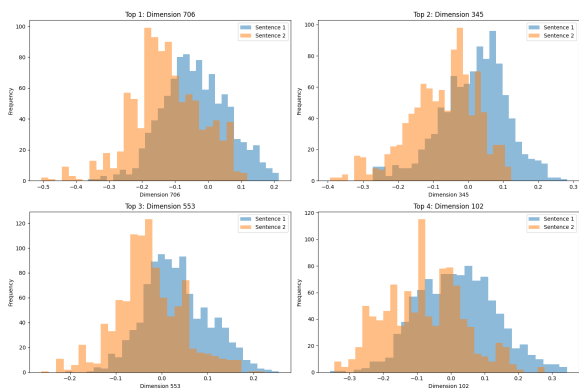 Top 1: Dimension 706
Sentence 1
Sentence 2
Frequency
100
80
60
40
20
0
−0.5 −0.4 −0.3 −0.2 −0.1 0.0 0.1 0.2
Dimension 706
Top 2: Dimension 345
Sentence 1
Sentence 2
Frequency
100
80
60
40
20
0
−0.4 −0.3 −0.2 −0.1 0.0 0.1 0.2 0.3
Dimension 345
Top 3: Dimension 553
Sentence 1
Sentence 2
Frequency
120
100
80
60
40
20
0
−0.2 −0.1 0.0 0.1 0.2
Dimension 553
Top 4: Dimension 102
Sentence 1
Sentence 2
Frequency
120
100
80
60
40
20
0
−0.3 −0.2 −0.1 0.0 0.1 0.2 0.3
Dimension 102